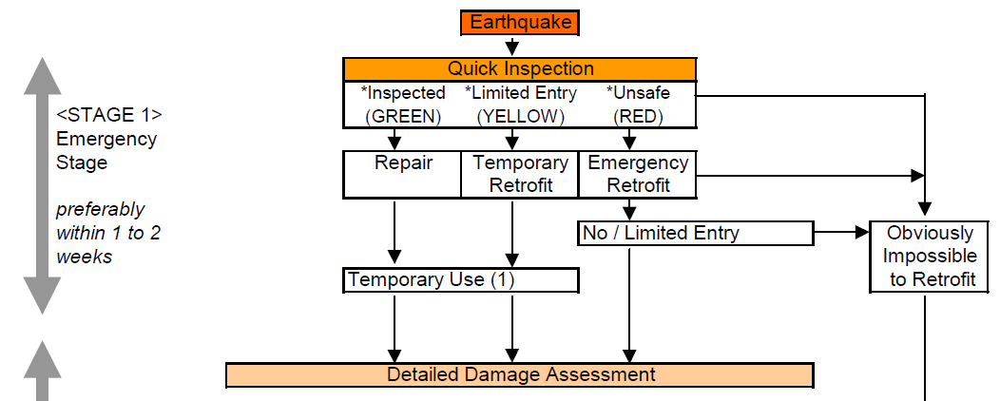 Earthquake
Quick Inspection
*Inspected *Limited Entry *Unsafe
(GREEN) (YELLOW) (RED)
<STAGE 1>
Emergency
Stage
preferably
within 1 to 2
weeks
Repair
Temporary
Retrofit
Emergency
Retrofit
No / Limited Entry
Obviously
Impossible
to Retrofit
Temporary Use (1)
Detailed Damage Assessment